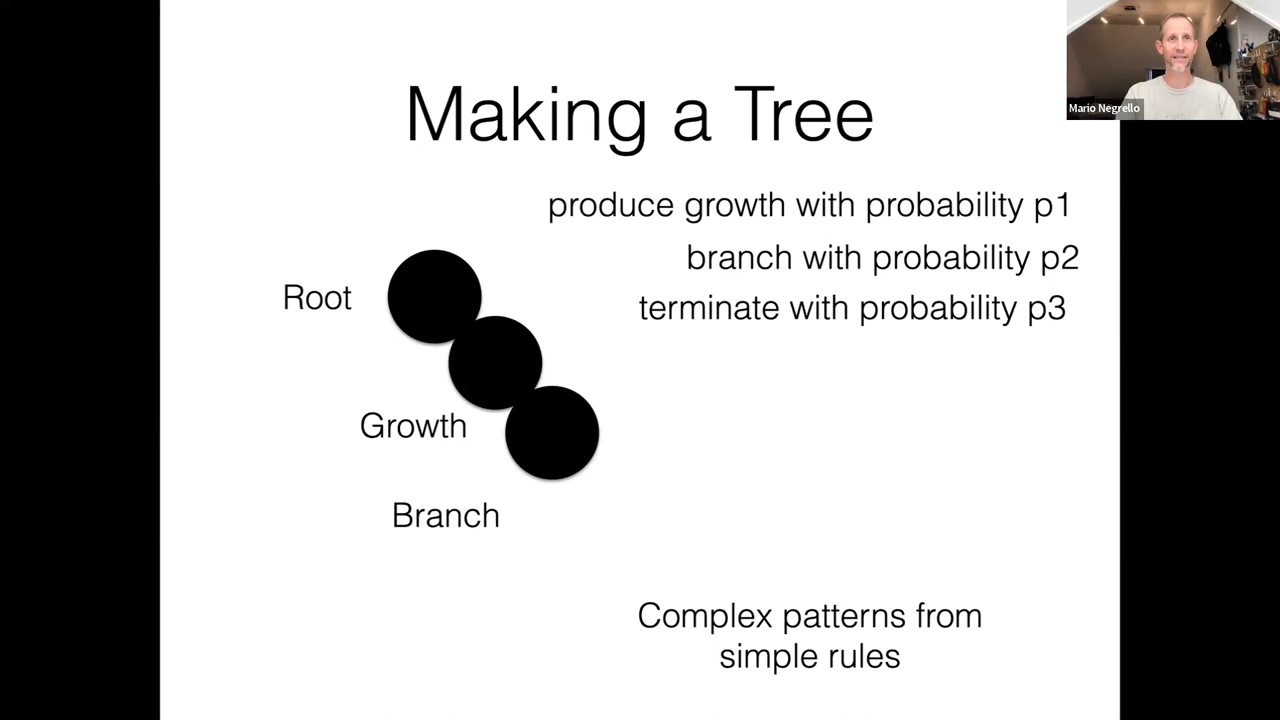 Mario Negrello
Making a Tree
produce growth with probability p1
branch with probability p2
terminate with probability p3
Root
Growth
Branch
Complex patterns from
simple rules